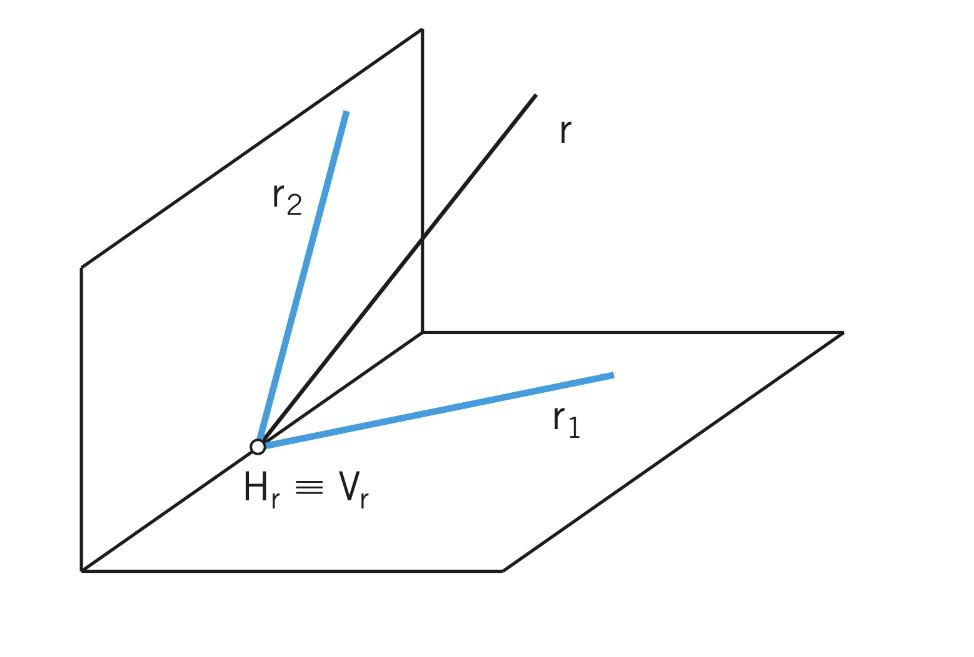 r
r₂
r₁
Hᵣ ≡ Vᵣ